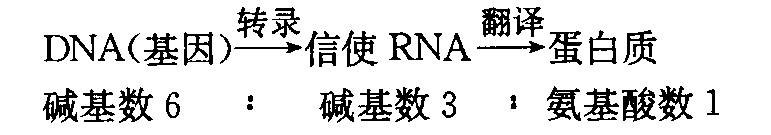 DNA(基因)——转录→信使 RNA——翻译→蛋白质
碱基数 6 : 碱基数 3 : 氨基酸数 1